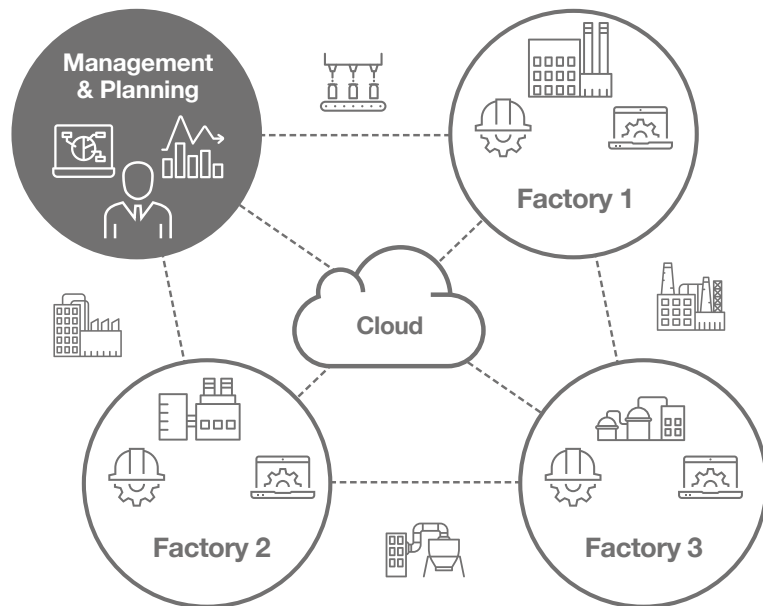 Management
& Planning
Factory 1
Cloud
Factory 2
Factory 3